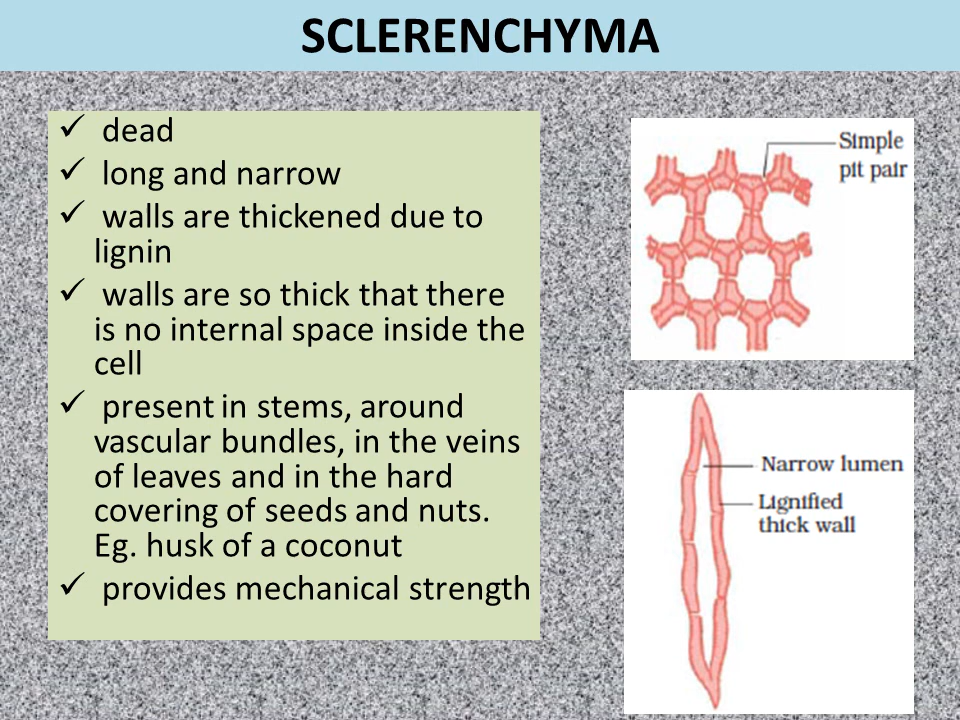 SCLERENCHYMA
✓ dead
✓ long and narrow
✓ walls are thickened due to
lignin
✓ walls are so thick that there
is no internal space inside the
cell
✓ present in stems, around
vascular bundles, in the veins
of leaves and in the hard
covering of seeds and nuts.
Eg. husk of a coconut
✓ provides mechanical strength
Simple
pit pair
Narrow lumen
Lignified
thick wall